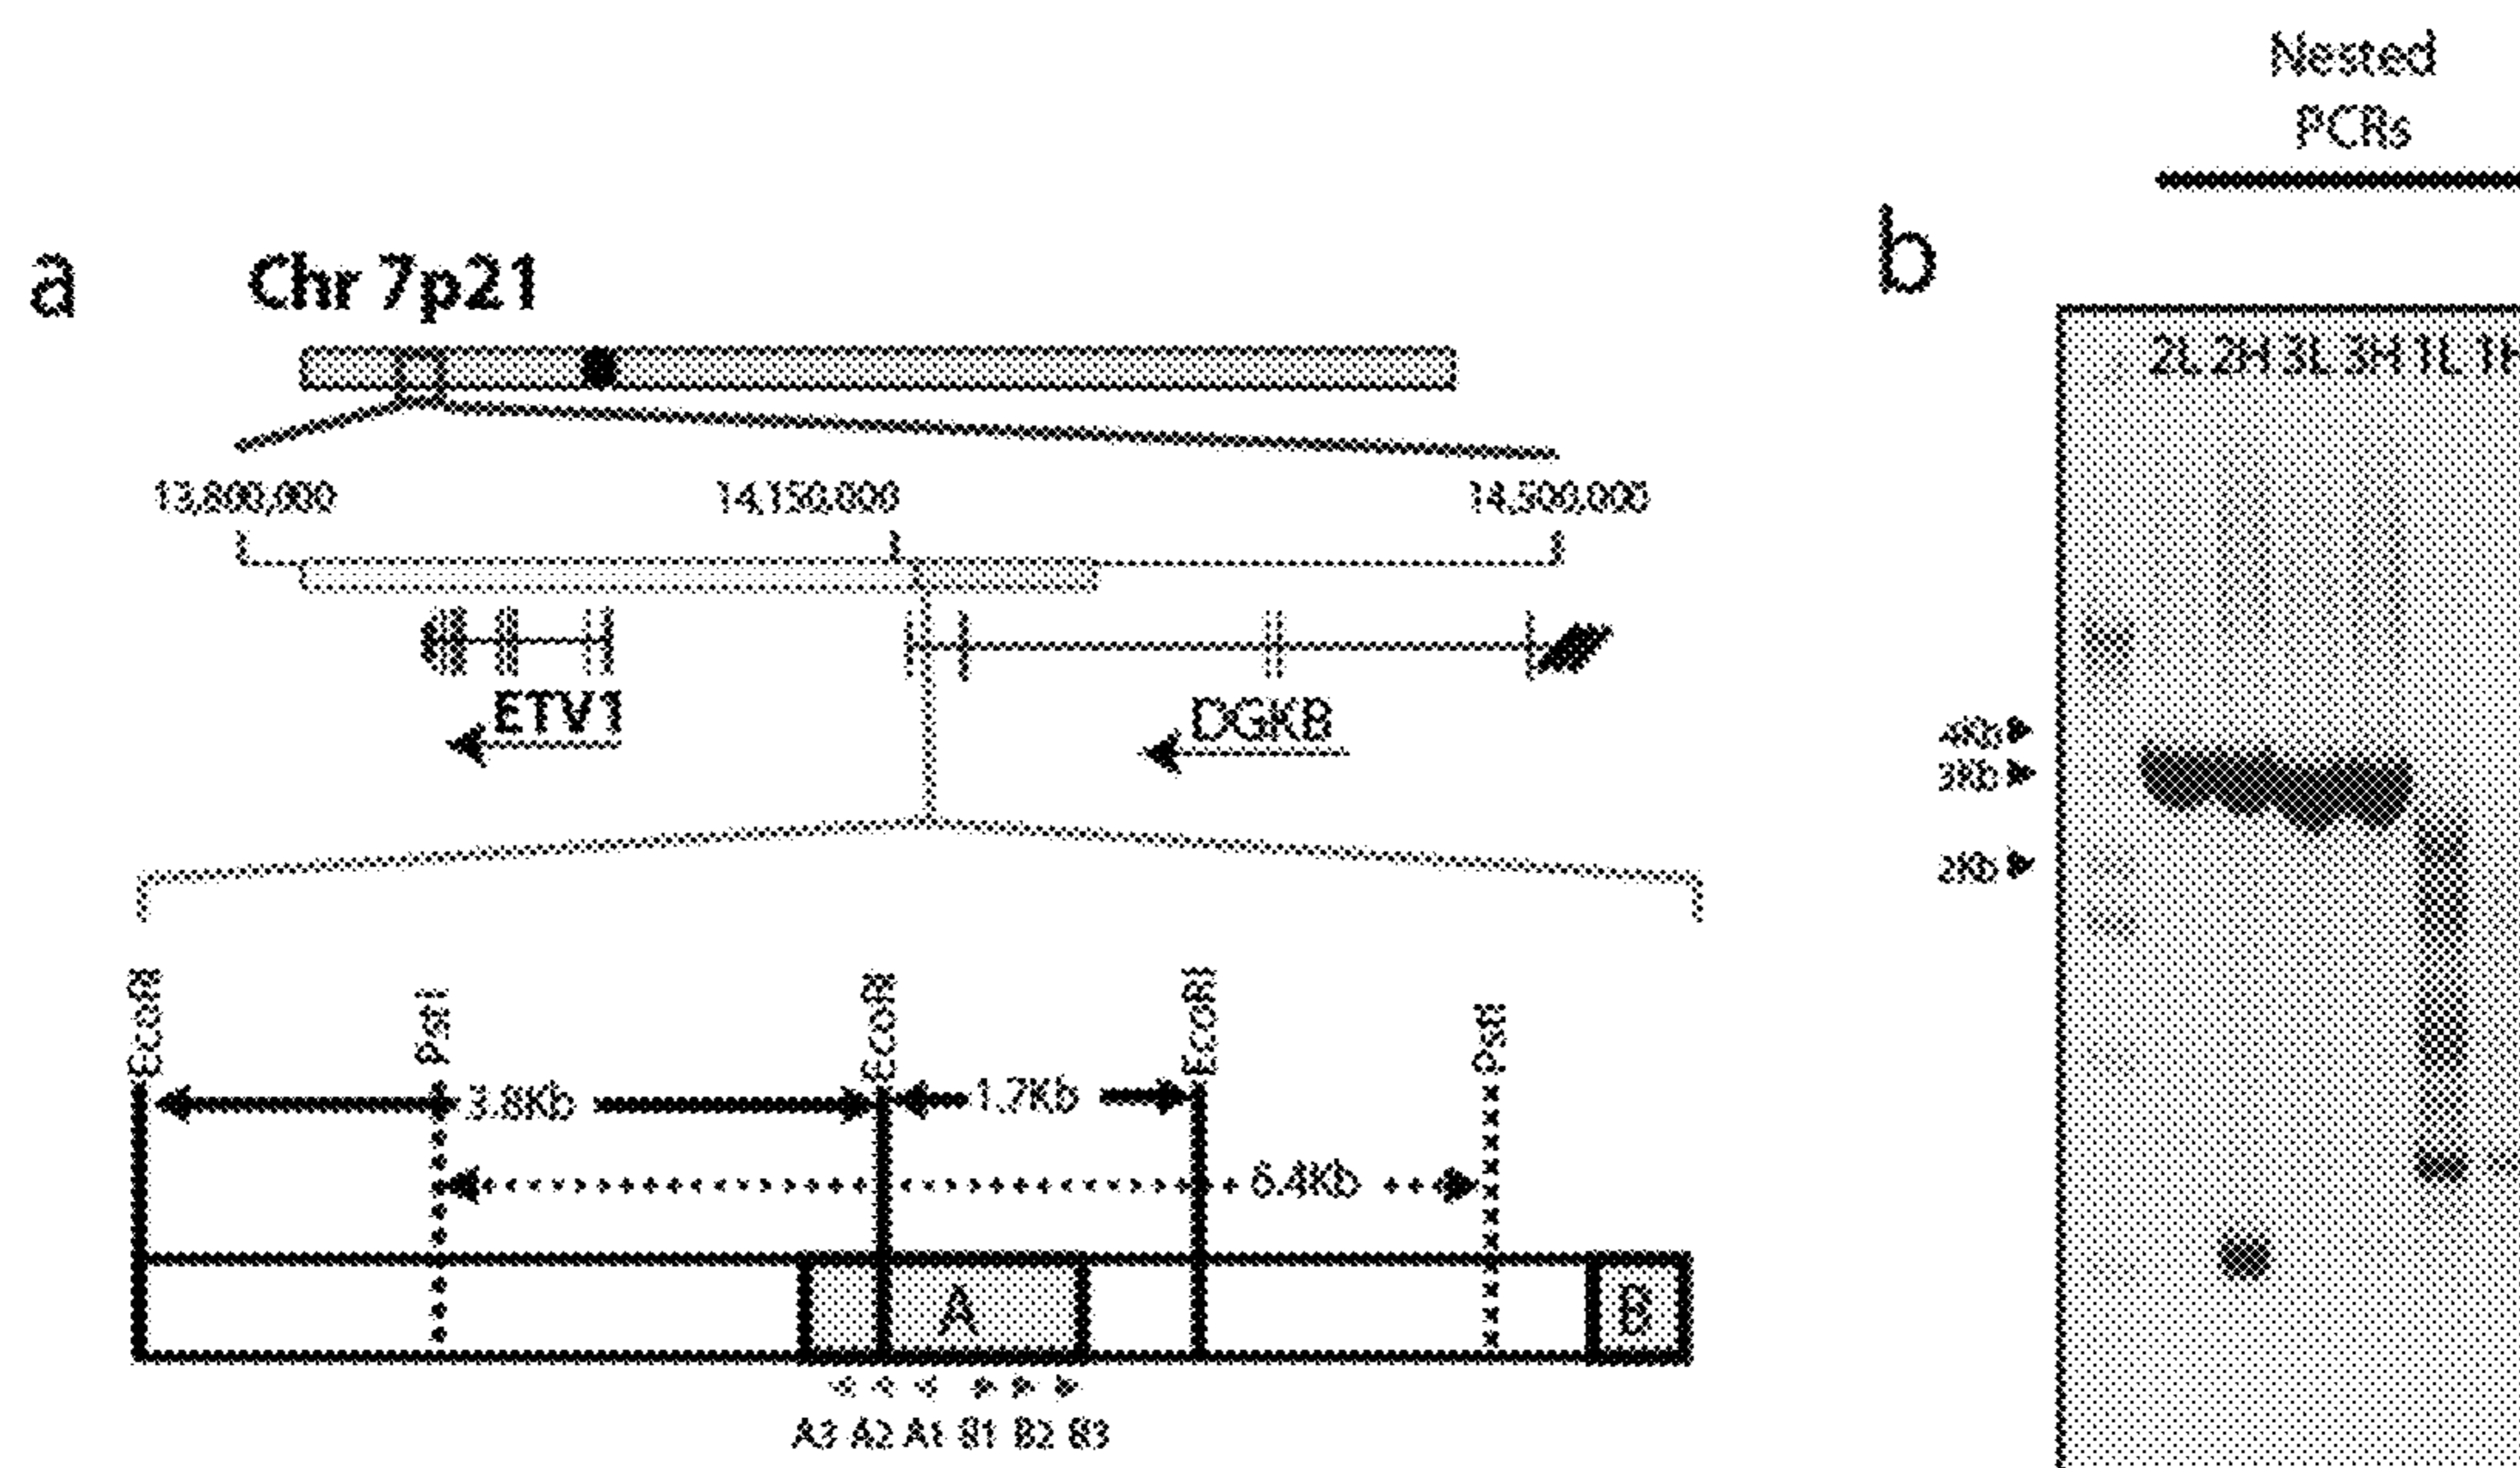 a
Chr 7p21
13,800,000 14,150,000 14,500,000
ETV1 DGKB
EcoRI PstI EcoRI EcoRI PstI
3.8Kb 1.7Kb
6.4Kb
A B
A3 A2 A1 B1 B2 B3
b
Nested
PCRs
2L 2H 3L 3H 1L
4Kb
3Kb
2Kb